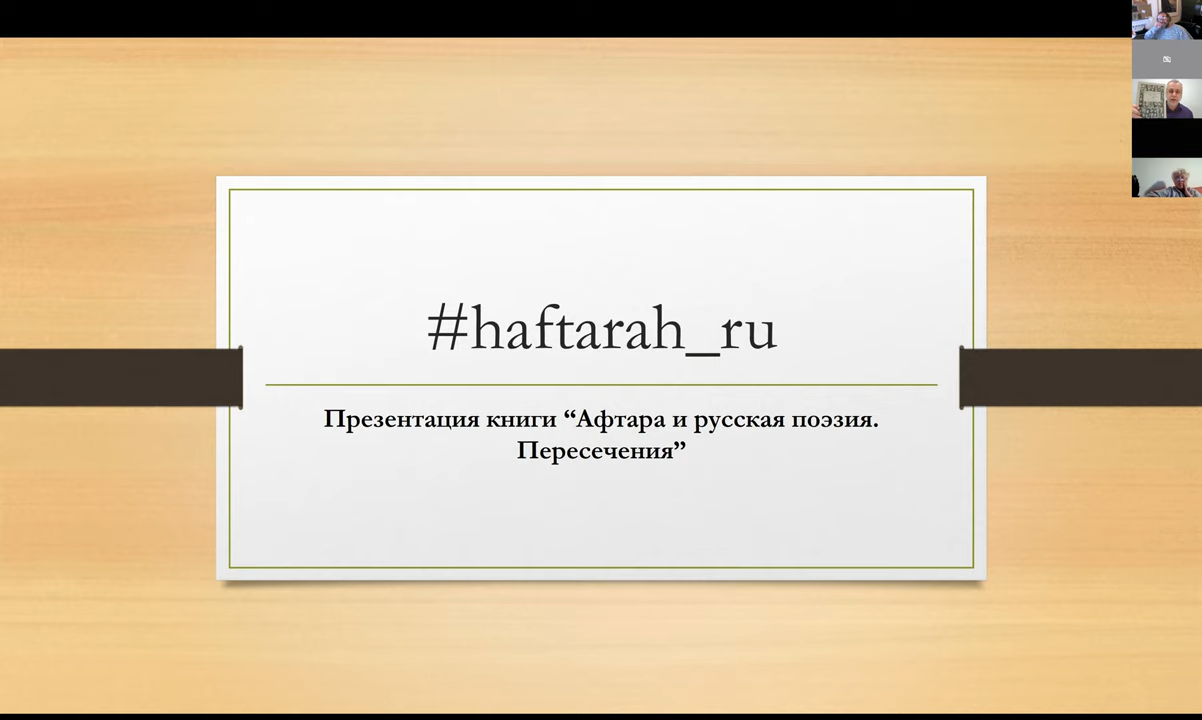 #haftarah_ru
Презентация книги “Афтара и русская поэзия.
Пересечения”